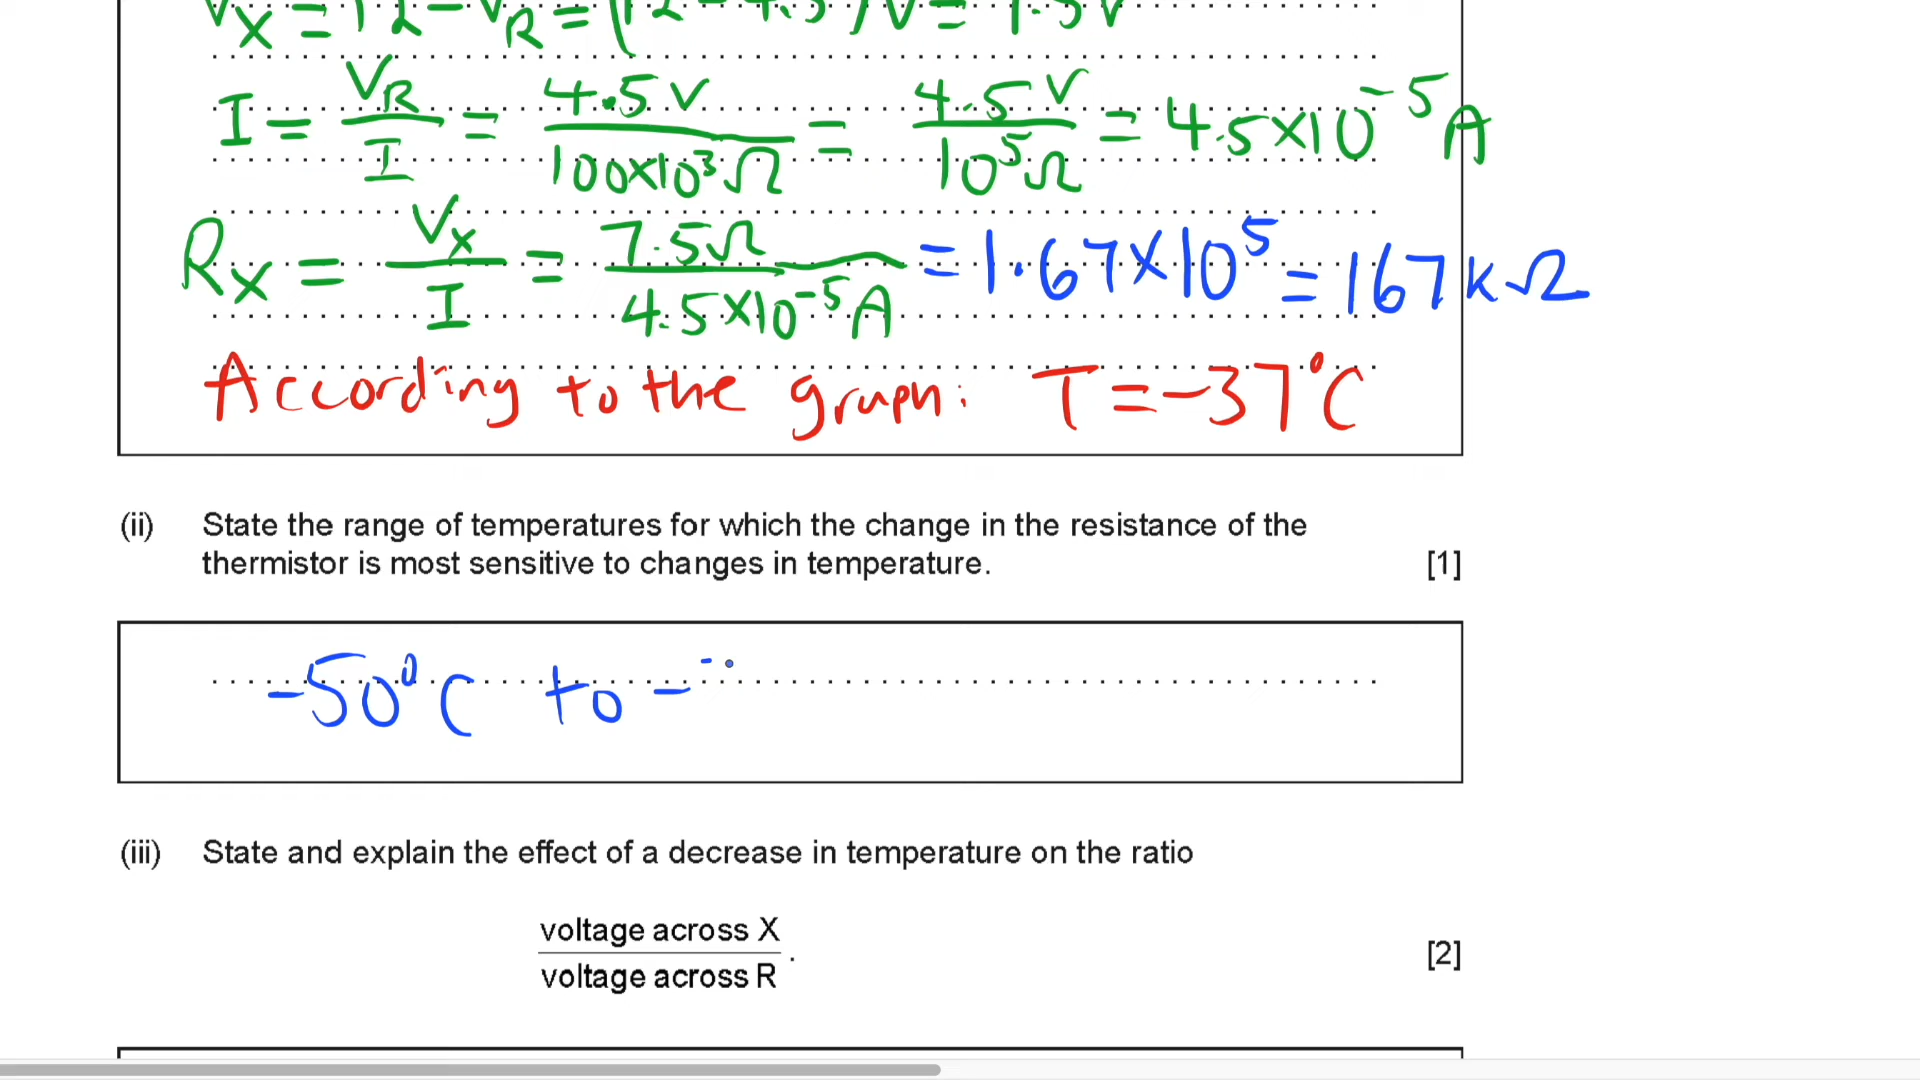 Vx = 12 - VR = (12 - 4.5) V = 7.5 V
I = VR/I = 4.5 V/100×10³Ω = 4.5 V/10⁵Ω = 4.5×10⁻⁵ A
Rx = Vx/I = 7.5Ω/4.5×10⁻⁵A = 1.67×10⁵ = 167 kΩ
According to the graph: T = -37°C
(ii) State the range of temperatures for which the change in the resistance of the
thermistor is most sensitive to changes in temperature. [1]
-50°C to -
(iii) State and explain the effect of a decrease in temperature on the ratio
voltage across X
voltage across R . [2]